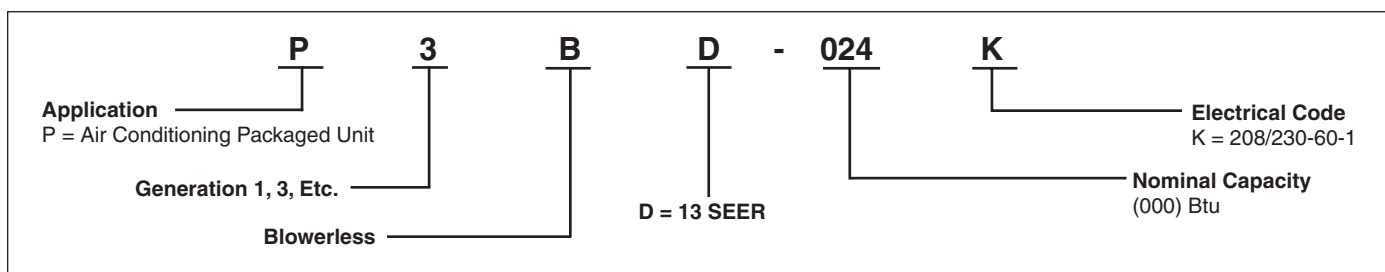 P 3 B D - 024 K
Application
P = Air Conditioning Packaged Unit
Generation 1, 3, Etc.
Blowerless
D = 13 SEER
Electrical Code
K = 208/230-60-1
Nominal Capacity
(000) Btu